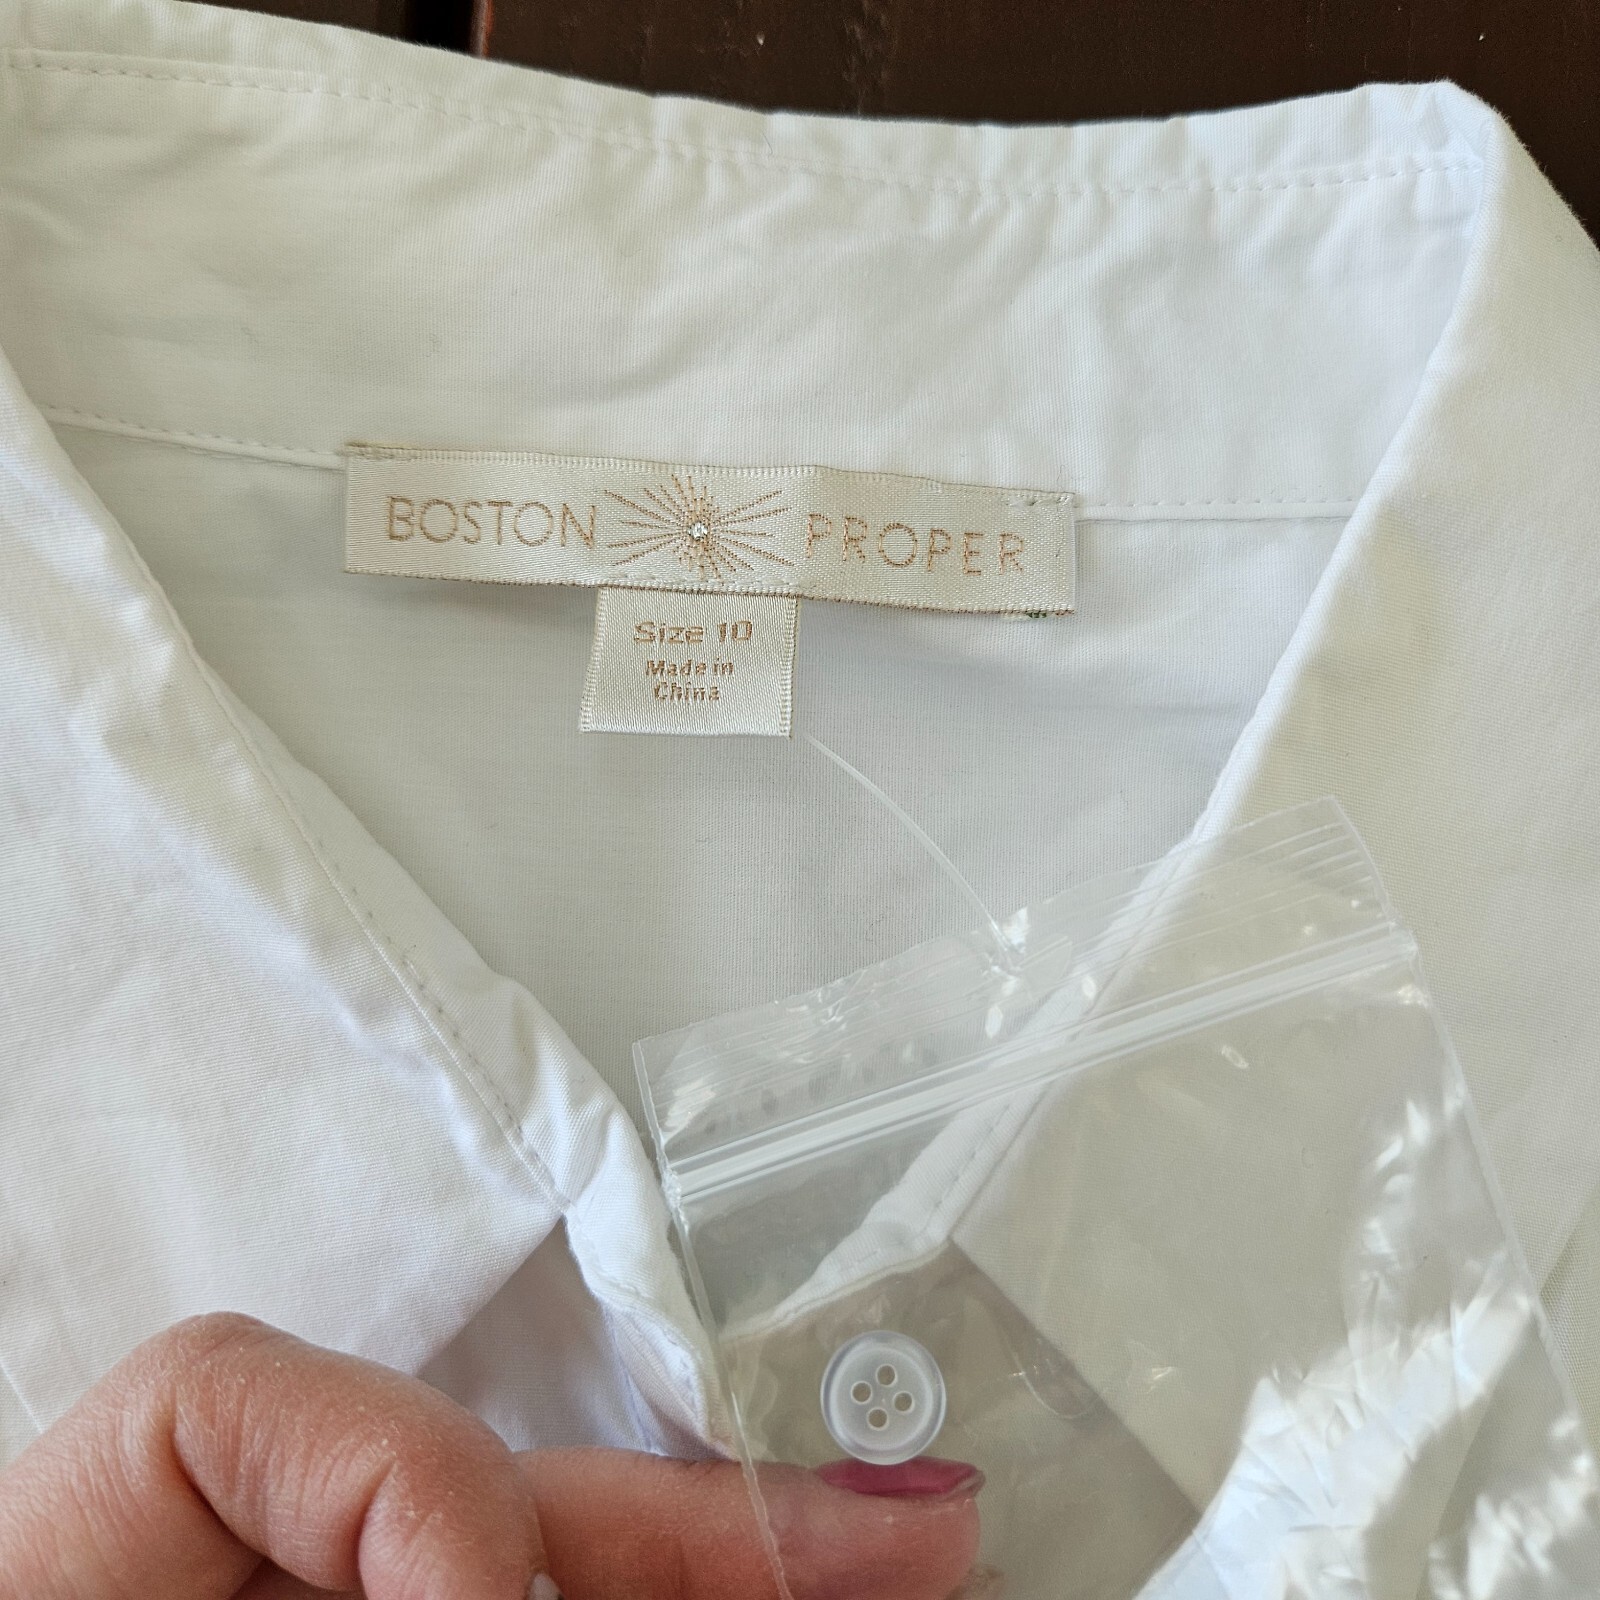 BOSTON PROPER
Size 10
Made in
China